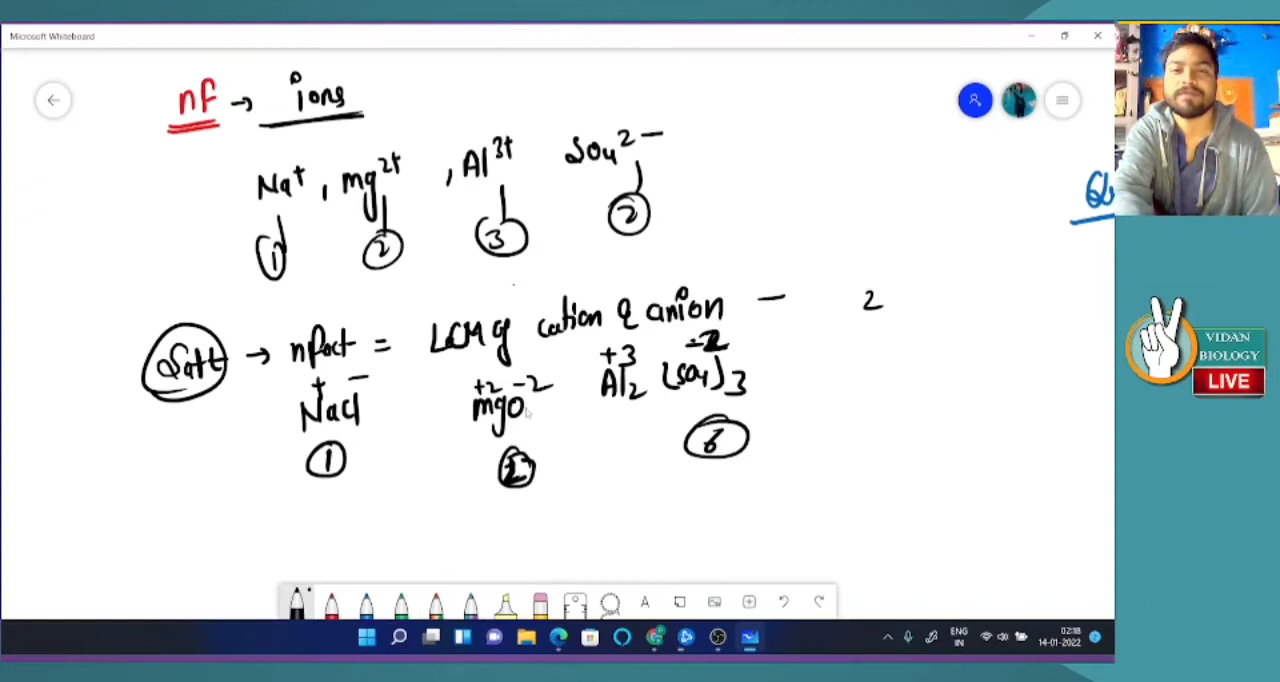 Microsoft Whiteboard
nf → ions
Na⁺, Mg²⁺, Al³⁺ SO₄²⁻
1 2 3 2
Salt → nfact = LCM of cation & anion - 2
+ - +2 -2 +3 -2
NaCl MgO Al₂(SO₄)₃
1 2 6
VIDAN
BIOLOGY
LIVE
A
ENG
IN
02:18
14-01-2022